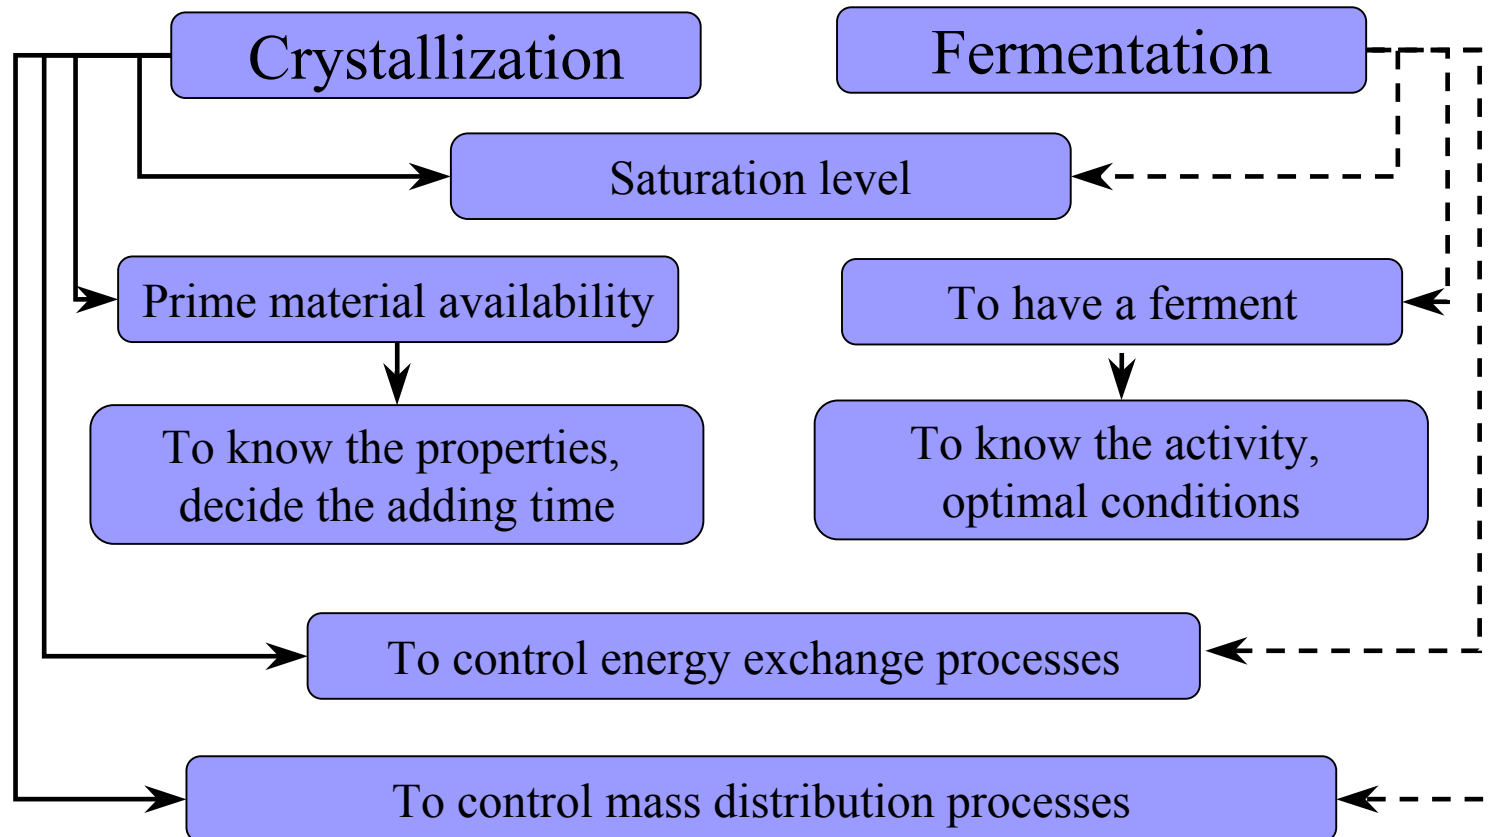 Crystallization
Fermentation
Saturation level
Prime material availability
To have a ferment
To know the properties,
decide the adding time
To know the activity,
optimal conditions
To control energy exchange processes
To control mass distribution processes